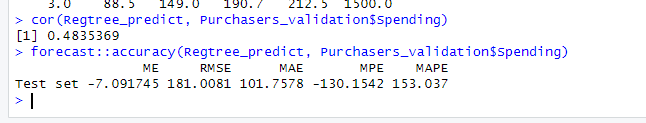 3.0 88.5 149.0 190.7 212.5 1500.0
> cor(Regtree_predict, Purchasers_validation$Spending)
[1] 0.4835369
> forecast::accuracy(Regtree_predict, Purchasers_validation$Spending)
ME RMSE MAE MPE MAPE
Test set -7.091745 181.0081 101.7578 -130.1542 153.037
>